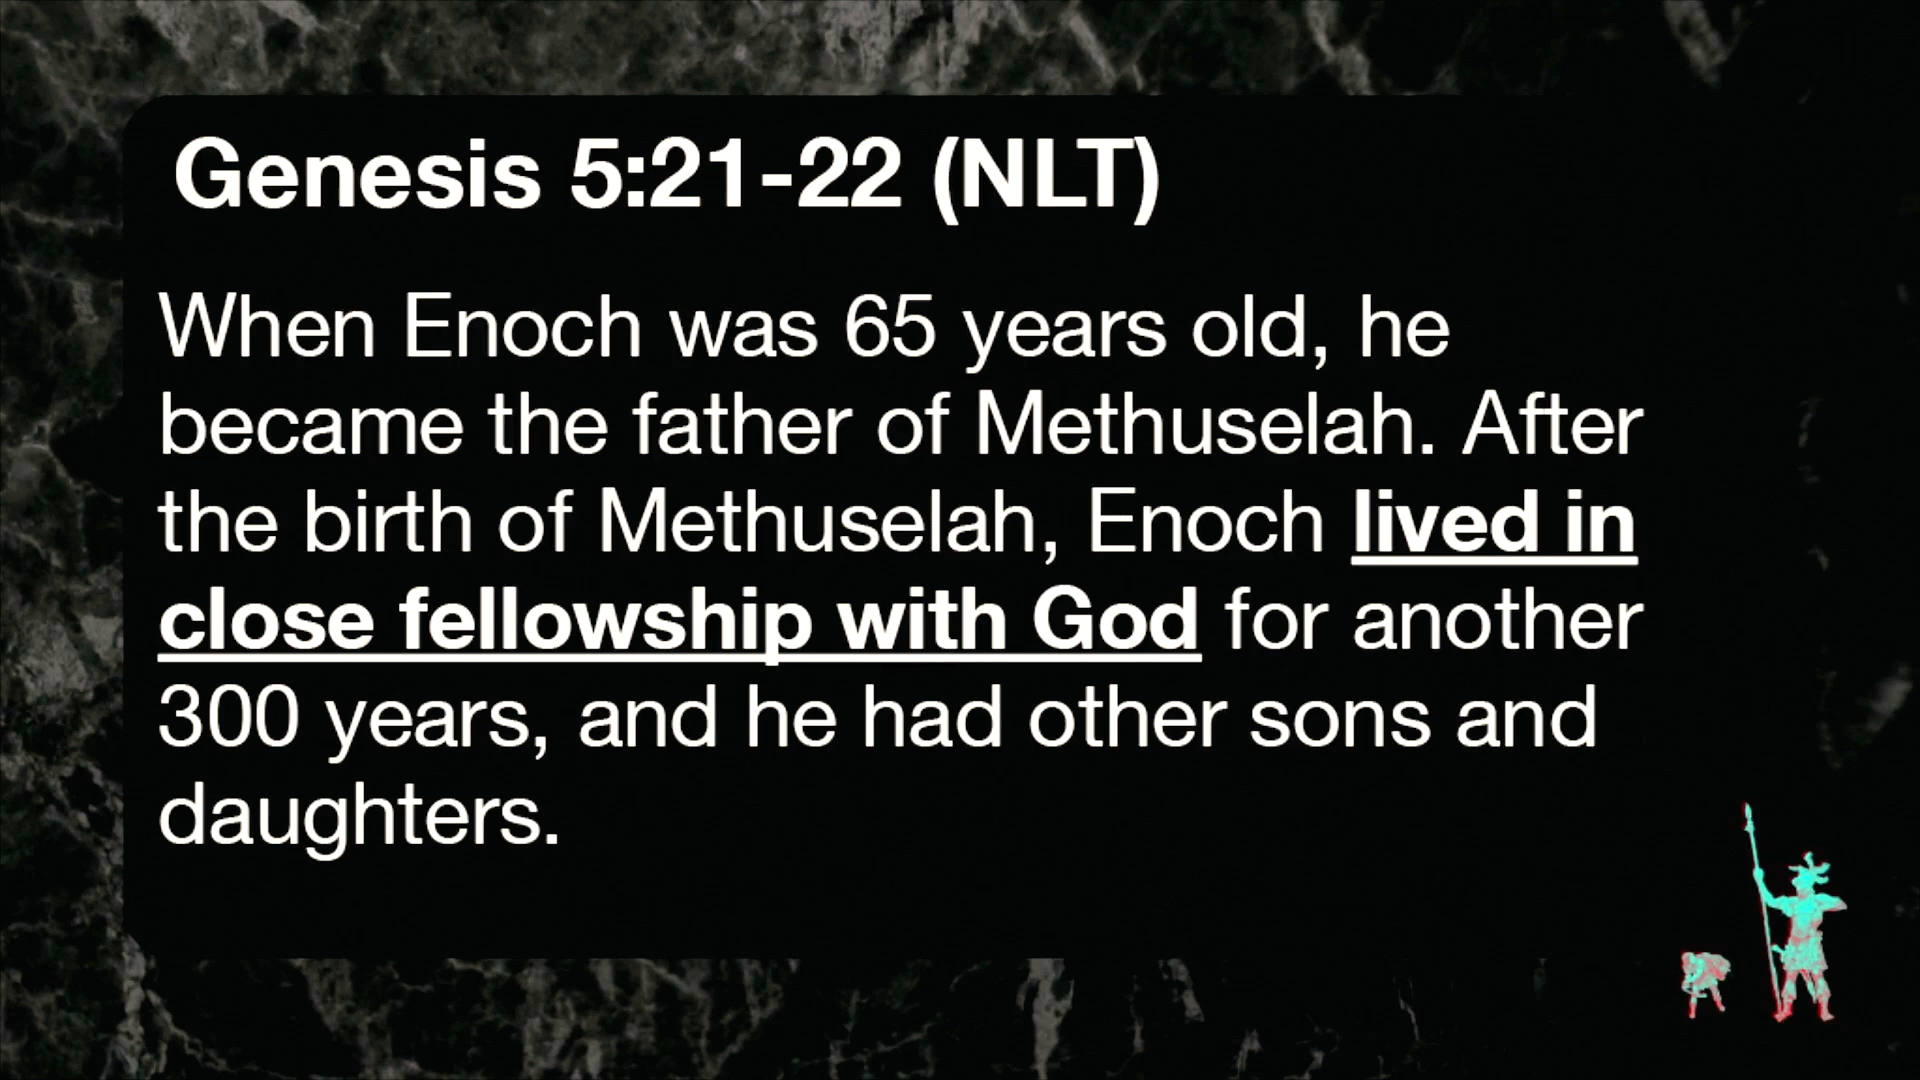 Genesis 5:21-22 (NLT)
When Enoch was 65 years old, he
became the father of Methuselah. After
the birth of Methuselah, Enoch lived in
close fellowship with God for another
300 years, and he had other sons and
daughters.